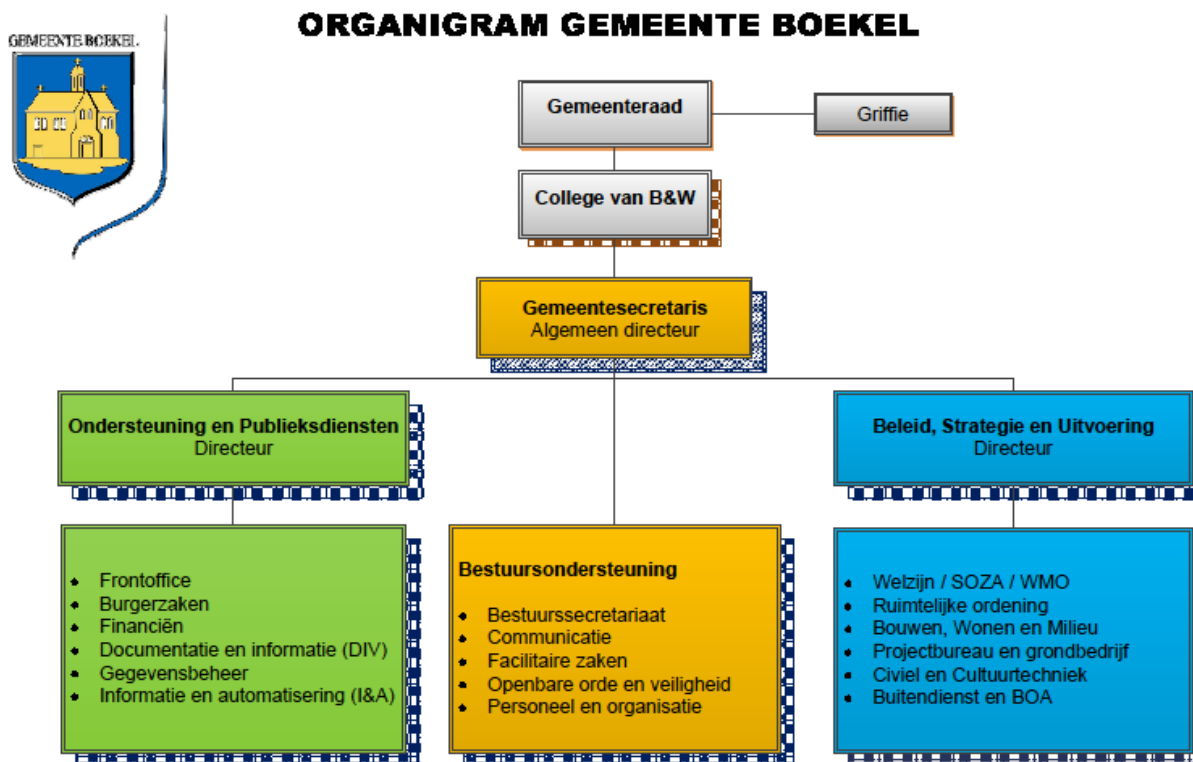 ORGANIGRAM GEMEENTE BOEKEL
GEMEENTE BOEKEL
Gemeenteraad
Griffie
College van B&W
Gemeentesecretaris
Algemeen directeur
Ondersteuning en Publieksdiensten
Directeur
Beleid, Strategie en Uitvoering
Directeur
• Frontoffice
• Burgerzaken
• Financiën
• Documentatie en informatie (DIV)
• Gegevensbeheer
• Informatie en automatisering (I&A)
Bestuursondersteuning
• Bestuurssecretariaat
• Communicatie
• Facilitaire zaken
• Openbare orde en veiligheid
• Personeel en organisatie
• Welzijn / SOZA / WMO
• Ruimtelijke ordening
• Bouwen, Wonen en Milieu
• Projectbureau en grondbedrijf
• Civiel en Cultuurtechniek
• Buitendienst en BOA